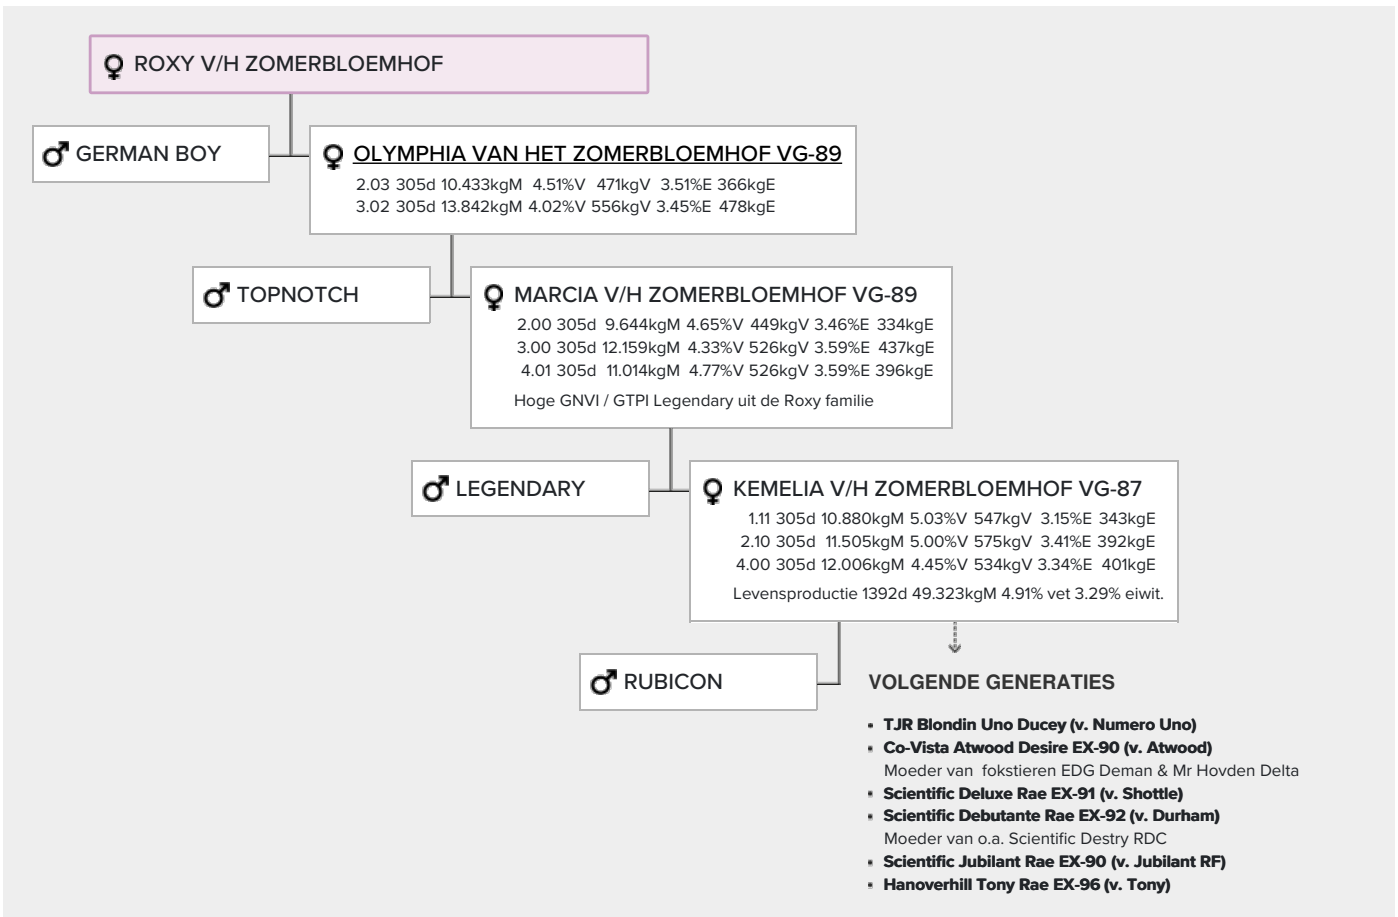 ROXY V/H ZOMERBLOEMHOF
GERMAN BOY
OLYMPHIA VAN HET ZOMERBLOEMHOF VG-89
2.03 305d 10.433kgM 4.51%V 471kgV 3.51%E 366kgE
3.02 305d 13.842kgM 4.02%V 556kgV 3.45%E 478kgE
TOPNOTCH
MARCIA V/H ZOMERBLOEMHOF VG-89
2.00 305d 9.644kgM 4.65%V 449kgV 3.46%E 334kgE
3.00 305d 12.159kgM 4.33%V 526kgV 3.59%E 437kgE
4.01 305d 11.014kgM 4.77%V 526kgV 3.59%E 396kgE
Hoge GNVI / GTPI Legendary uit de Roxy familie
LEGENDARY
KEMELIA V/H ZOMERBLOEMHOF VG-87
1.11 305d 10.880kgM 5.03%V 547kgV 3.15%E 343kgE
2.10 305d 11.505kgM 5.00%V 575kgV 3.41%E 392kgE
4.00 305d 12.006kgM 4.45%V 534kgV 3.34%E 401kgE
Levensproductie 1392d 49.323kgM 4.91% vet 3.29% eiwit.
RUBICON
VOLGENDE GENERATIES
• TJR Blondin Uno Ducey (v. Numero Uno)
• Co-Vista Atwood Desire EX-90 (v. Atwood)
Moeder van fokstieren EDG Deman & Mr Hovden Delta
• Scientific Deluxe Rae EX-91 (v. Shottle)
• Scientific Debutante Rae EX-92 (v. Durham)
Moeder van o.a. Scientific Destry RDC
• Scientific Jubilant Rae EX-90 (v. Jubilant RF)
• Hanoverhill Tony Rae EX-96 (v. Tony)